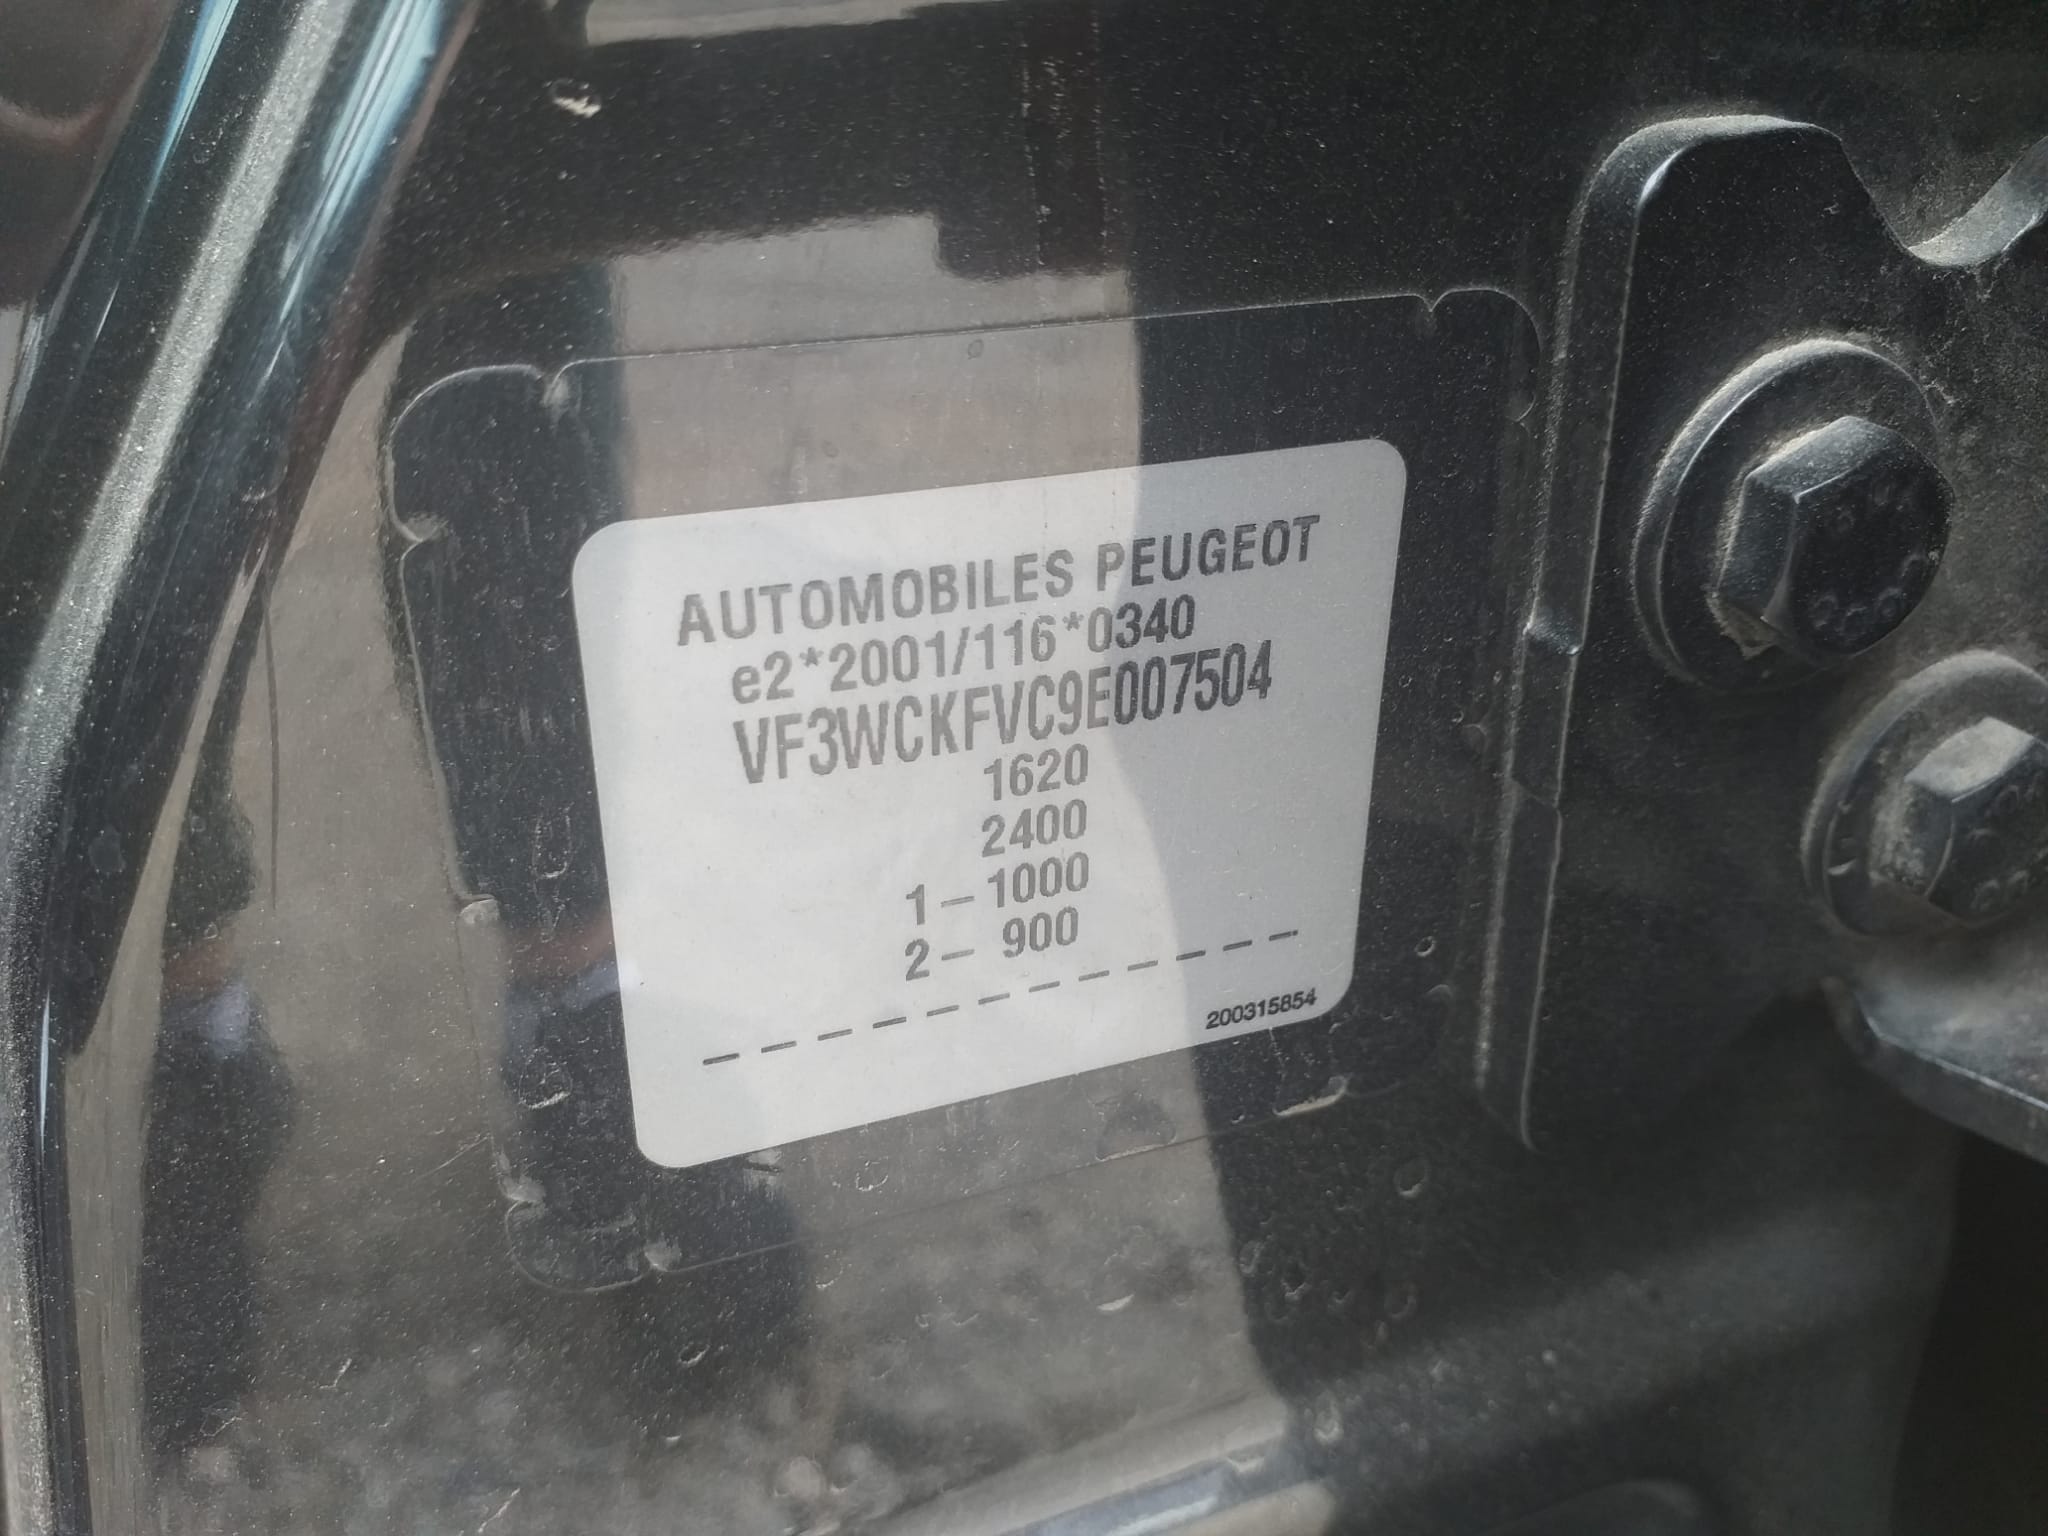 AUTOMOBILES PEUGEOT
e2*2001/116*0340
VF3WCKFVC9E007504
1620
2400
1 – 1000
2 – 900
200315854